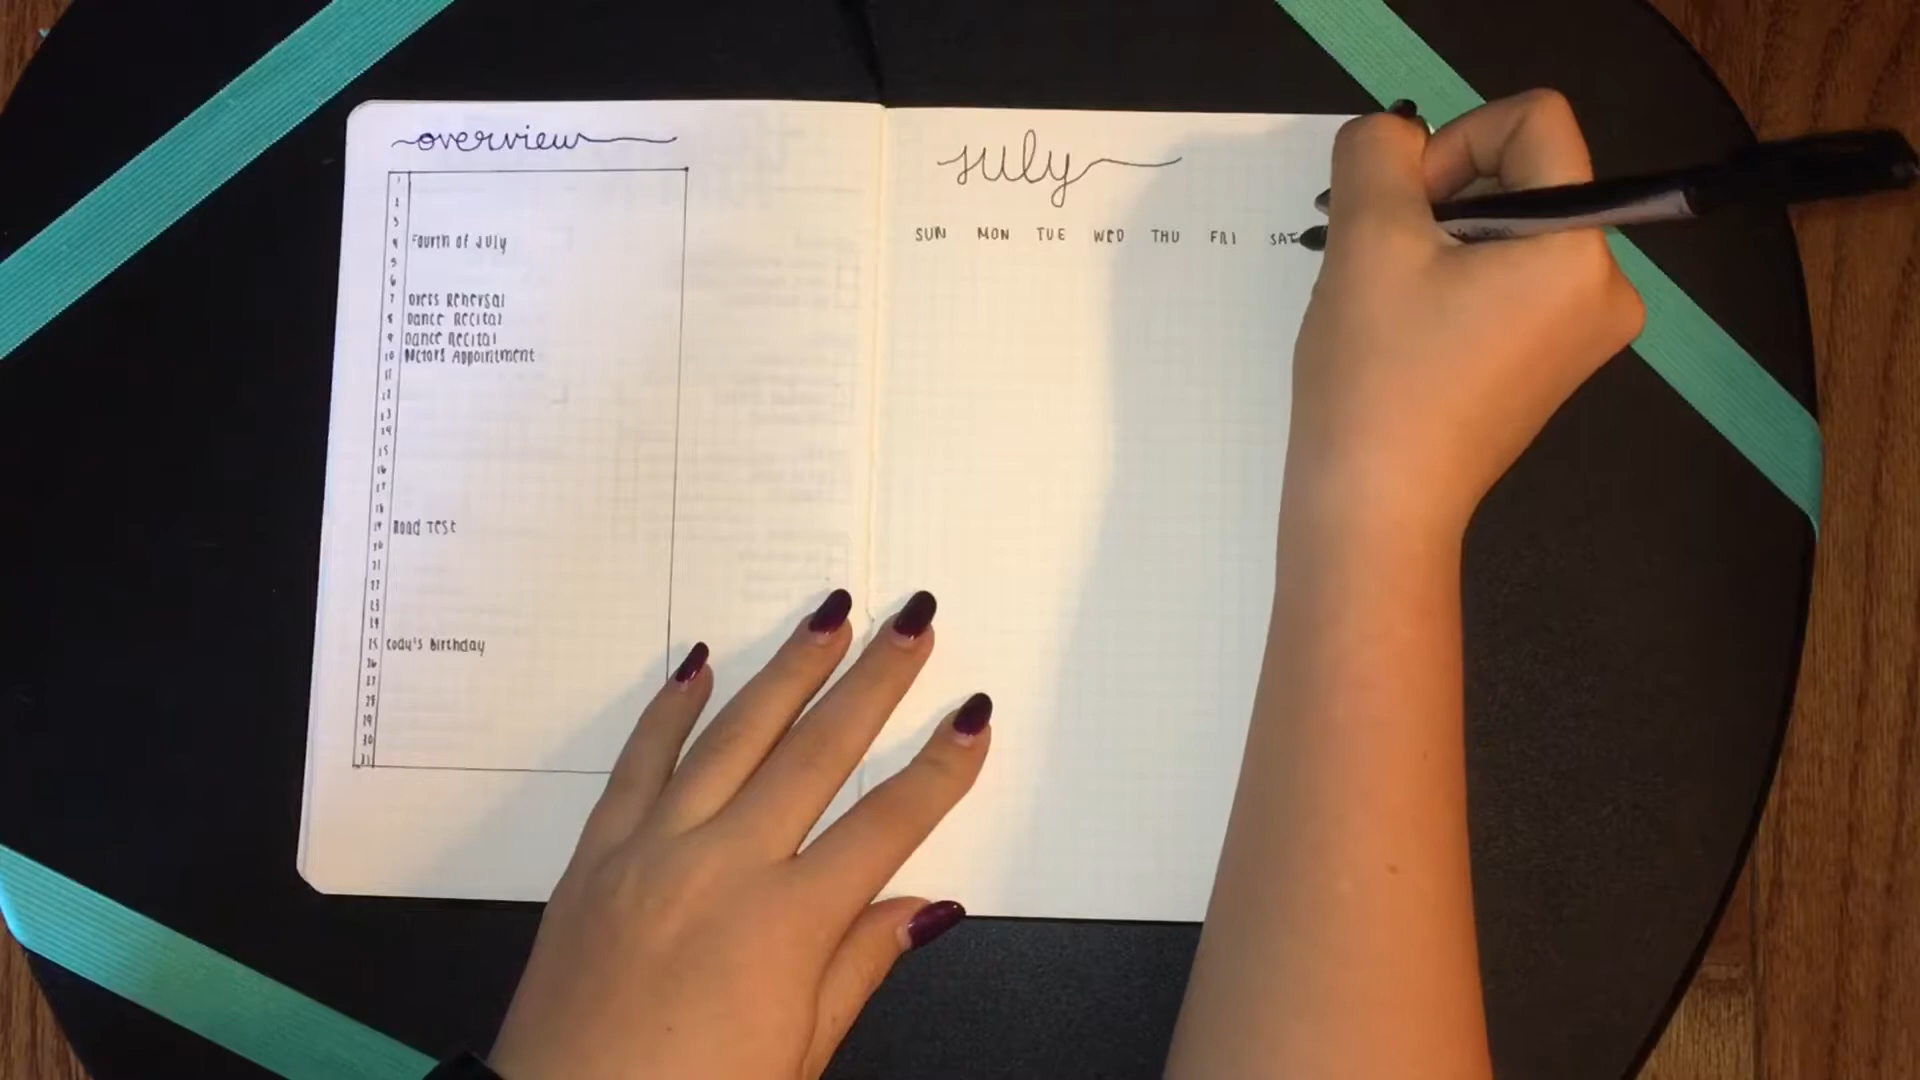 overview
1
2
3
4 Fourth of July
5
6
7 Dress Rehersal
8 Dance Recital
9 Dance Recital
10 Doctors Appointment
11
12
13
14
15
16
17
18
19 Road Test
20
21
22
23
24
25 Cody's Birthday
26
27
28
29
30
31
July
SUN MON TUE WED THU FRI SAT